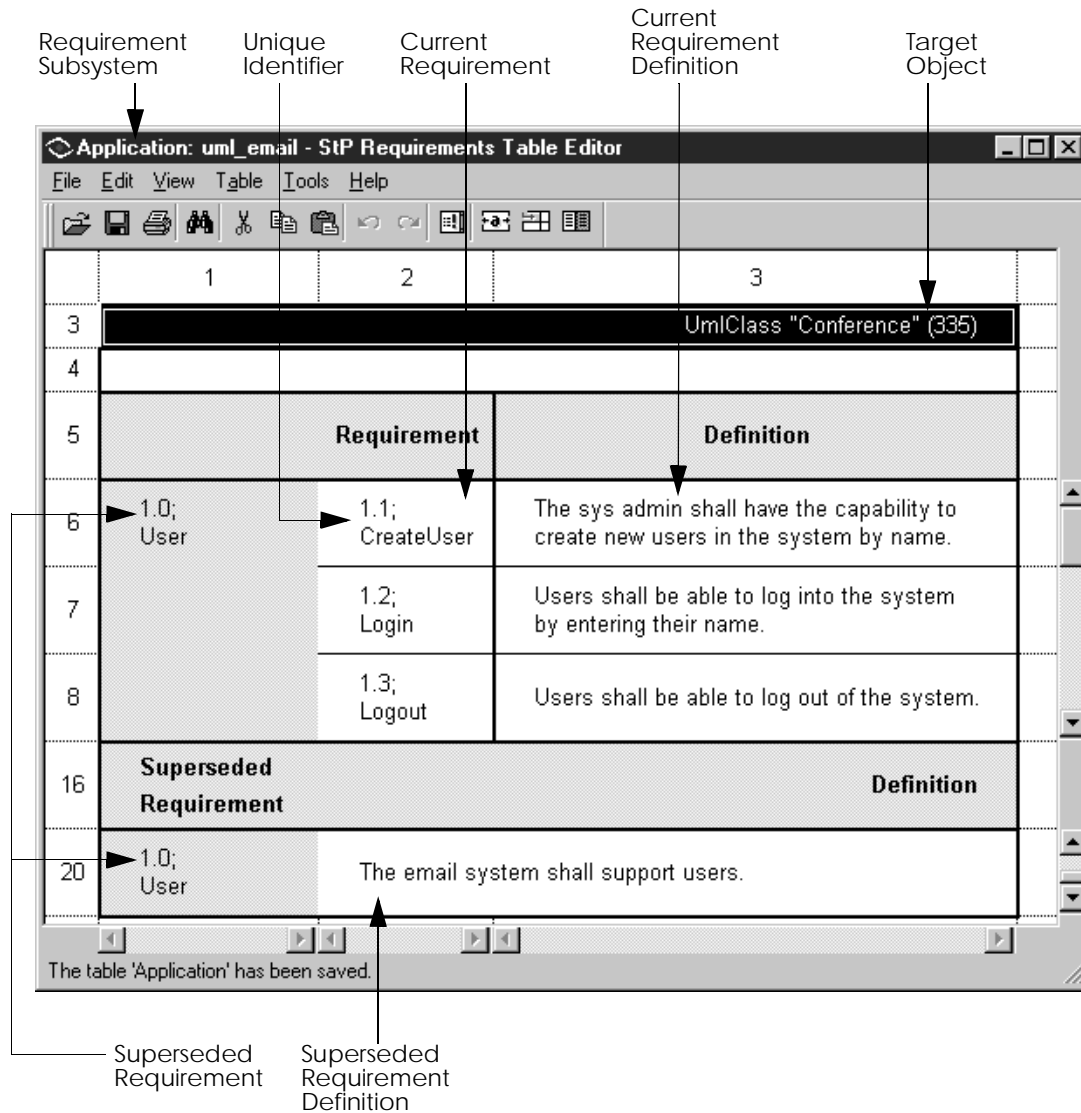 Requirement
Subsystem
Unique
Identifier
Current
Requirement
Current
Requirement
Definition
Target
Object
Application: uml_email - StP Requirements Table Editor
File Edit View Table Tools Help
1 2 3
3 UmlClass "Conference" (335)
4
5 Requirement Definition
6
1.0;
User
1.1;
CreateUser
The sys admin shall have the capability to
create new users in the system by name.
7
1.2;
Login
Users shall be able to log into the system
by entering their name.
8
1.3;
Logout
Users shall be able to log out of the system.
16
Superseded
Requirement
Definition
20
1.0;
User
The email system shall support users.
The table 'Application' has been saved.
Superseded
Requirement
Superseded
Requirement
Definition